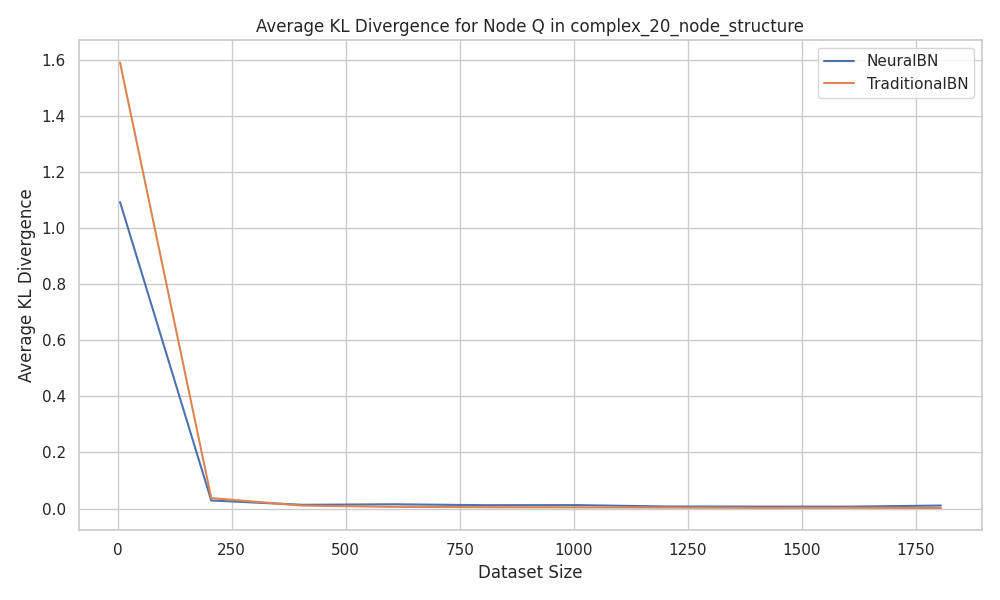 Average KL Divergence for Node Q in complex_20_node_structure
NeuralBN
TraditionalBN
1.6
1.4
1.2
1.0
0.8
0.6
0.4
0.2
0.0
Average KL Divergence
0 250 500 750 1000 1250 1500 1750
Dataset Size